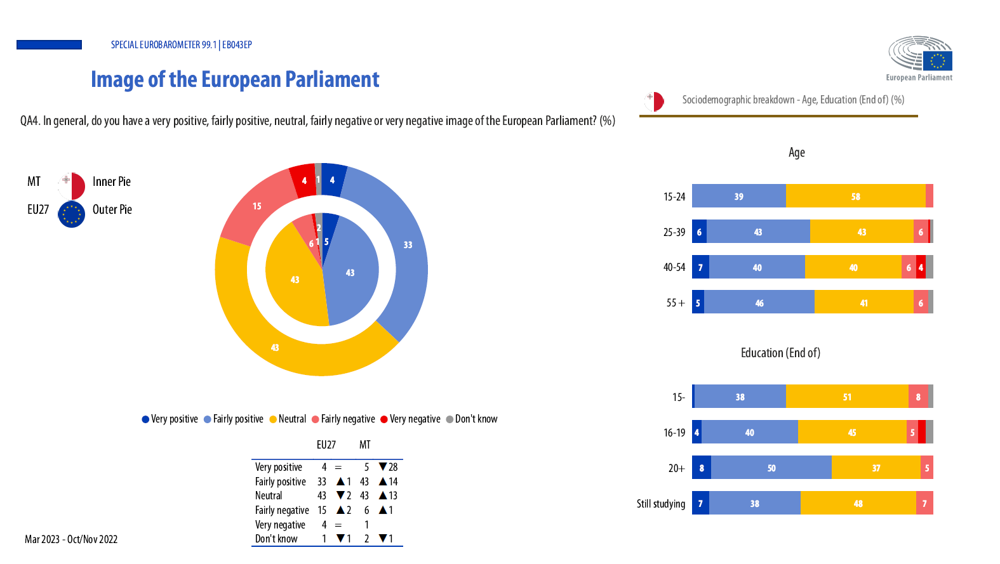 SPECIAL EUROBAROMETER 99.1 | EB043EP
Image of the European Parliament
European Parliament
Sociodemographic breakdown - Age, Education (End of) (%)
QA4. In general, do you have a very positive, fairly positive, neutral, fairly negative or very negative image of the European Parliament? (%)
MT Inner Pie
EU27 Outer Pie
4
33
43
15
4
1
5
43
43
6
1
2
Very positive Fairly positive Neutral Fairly negative Very negative Don't know
EU27 MT
Very positive 4 = 5 ▼28
Fairly positive 33 ▲1 43 ▲14
Neutral 43 ▼2 43 ▲13
Fairly negative 15 ▲2 6 ▲1
Very negative 4 = 1
Don't know 1 ▼1 2 ▼1
Mar 2023 - Oct/Nov 2022
Age
15-24 39 58
25-39 6 43 43 6
40-54 7 40 40 6 4
55 + 5 46 41 6
Education (End of)
15- 38 51 8
16-19 4 40 45 5
20+ 8 50 37 5
Still studying 7 38 48 7